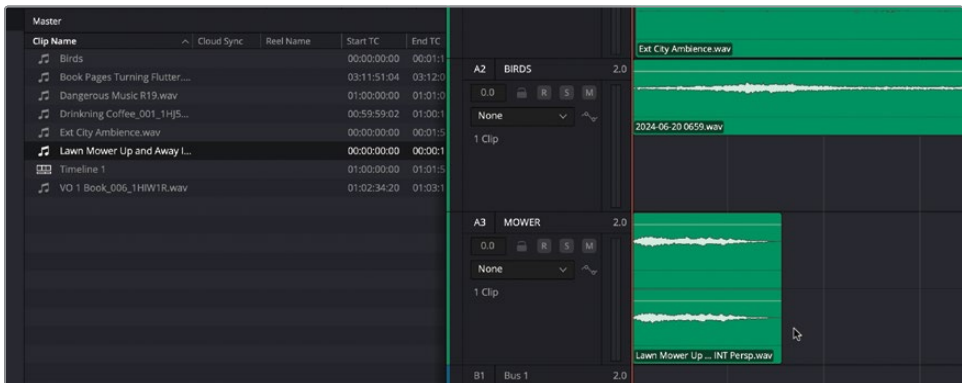 Master
Clip Name Cloud Sync Reel Name Start TC End TC
Birds 00:00:00:00 00:01:1
Book Pages Turning Flutter.... 03:11:51:04 03:12:0
Dangerous Music R19.wav 01:00:00:00 01:01:0
Drinkning Coffee_001_1HJ5... 00:59:59:02 01:00:1
Ext City Ambience.wav 00:00:00:00 00:01:5
Lawn Mower Up and Away I... 00:00:00:00 00:00:1
Timeline 1 01:00:00:00 01:01:5
VO 1 Book_006_1HIW1R.wav 01:02:34:20 01:03:1
Ext City Ambience.wav
A2 BIRDS 2.0
0.0 R S M
None
1 Clip
2024-06-20 0659.wav
A3 MOWER 2.0
0.0 R S M
None
1 Clip
Lawn Mower Up ... INT Persp.wav
B1 Bus 1 2.0